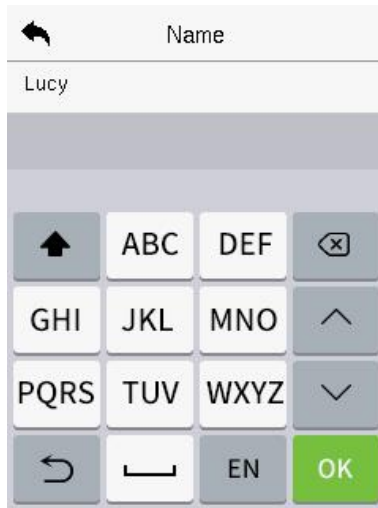 Name
Lucy
ABC DEF
GHI JKL MNO
PQRS TUV WXYZ
EN OK